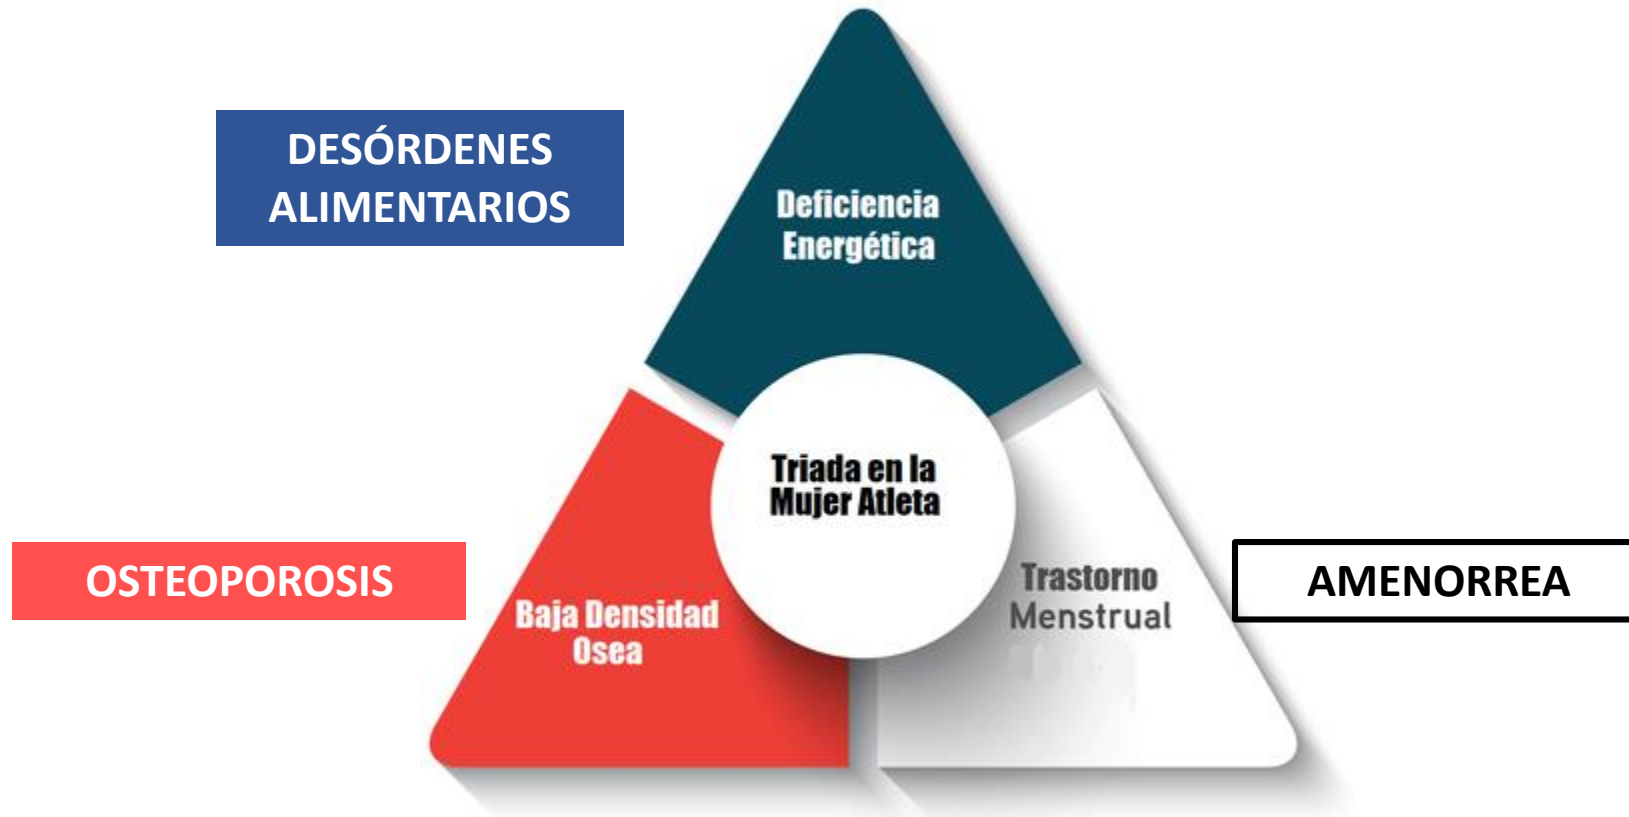 DESÓRDENES
ALIMENTARIOS
Deficiencia
Energética
Triada en la
Mujer Atleta
OSTEOPOROSIS
Baja Densidad
Osea
Trastorno
Menstrual
AMENORREA